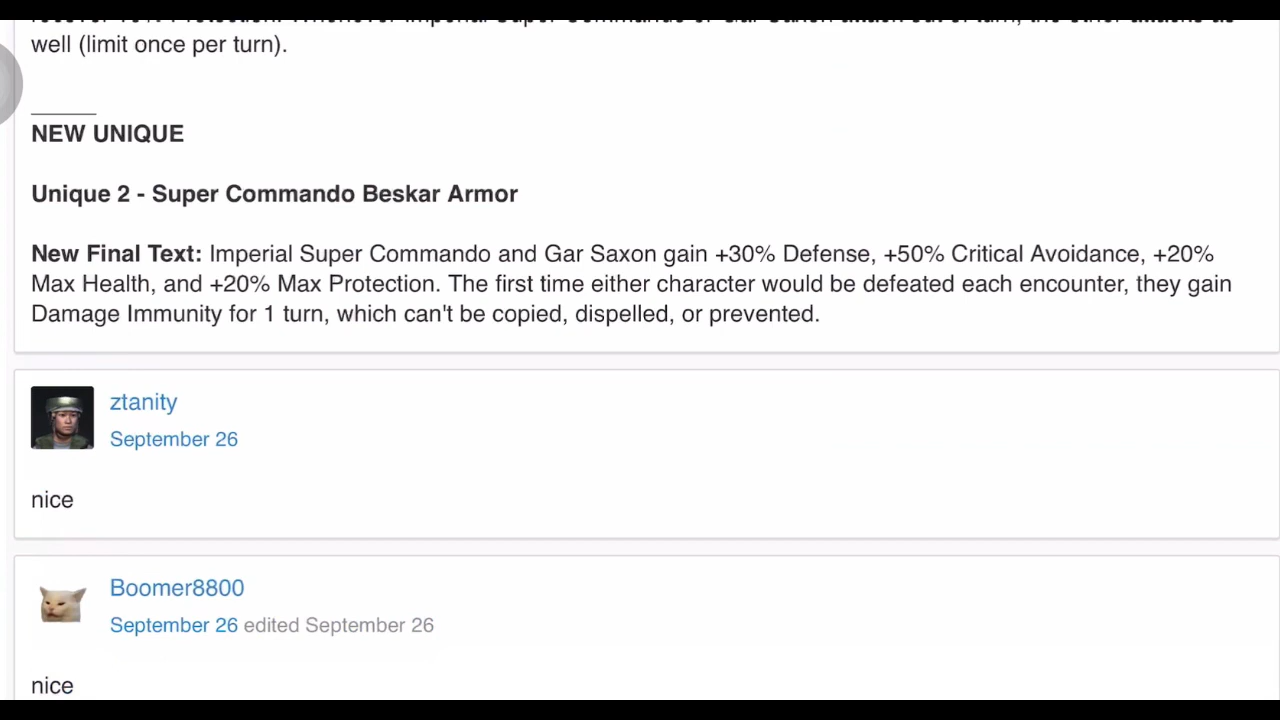 well (limit once per turn).
NEW UNIQUE
Unique 2 - Super Commando Beskar Armor
New Final Text: Imperial Super Commando and Gar Saxon gain +30% Defense, +50% Critical Avoidance, +20%
Max Health, and +20% Max Protection. The first time either character would be defeated each encounter, they gain
Damage Immunity for 1 turn, which can't be copied, dispelled, or prevented.
ztanity
September 26
nice
Boomer8800
September 26 edited September 26
nice